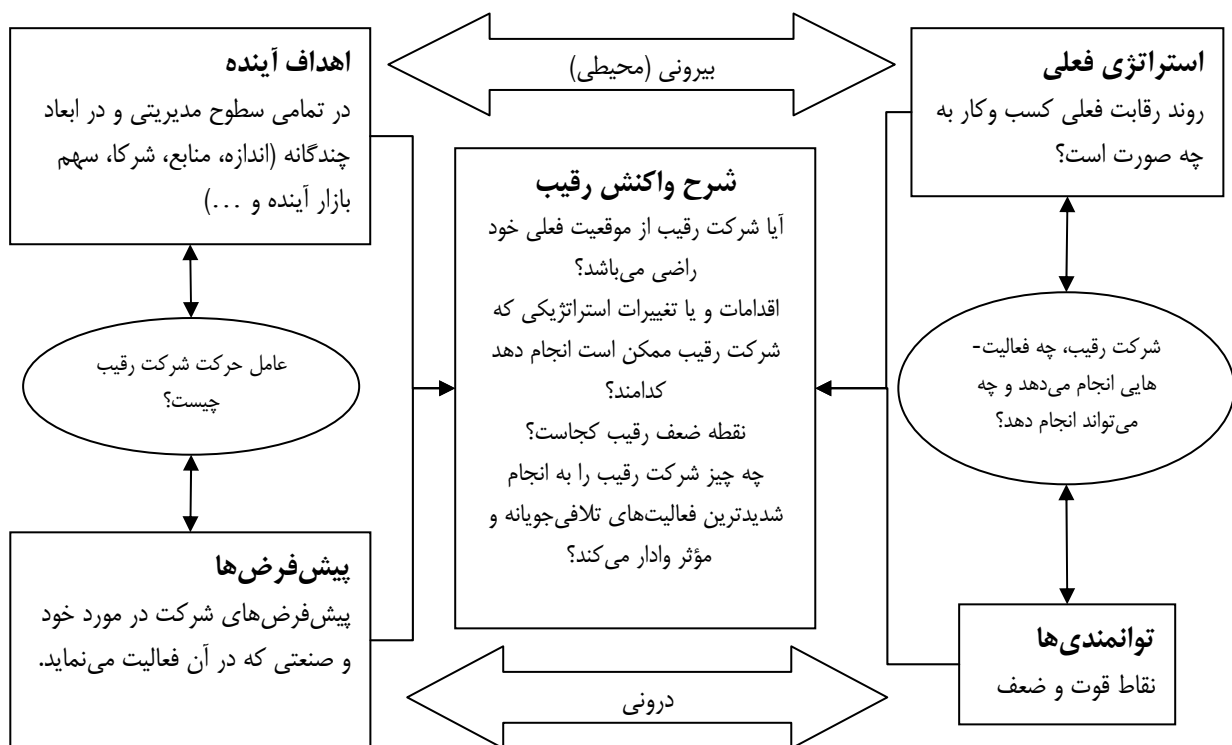 استراتژی فعلی
روند رقابت فعلی کسب وکار به
چه صورت است؟
بیرونی (محیطی)
اهداف آینده
در تمامی سطوح مدیریتی و در ابعاد
چندگانه (اندازه، منابع، شرکا، سهم
بازار آینده و ...)
شرح واکنش رقیب
آیا شرکت رقیب از موقعیت فعلی خود
راضی می‌باشد؟
اقدامات و یا تغییرات استراتژیکی که
شرکت رقیب ممکن است انجام دهد
کدامند؟
نقطه ضعف رقیب کجاست؟
چه چیز شرکت رقیب را به انجام
شدیدترین فعالیت‌های تلافی‌جویانه و
مؤثر وادار می‌کند؟
شرکت رقیب، چه فعالیت-
هایی انجام می‌دهد و چه
می‌تواند انجام دهد؟
عامل حرکت شرکت رقیب
چیست؟
توانمندی‌ها
نقاط قوت و ضعف
درونی
پیش‌فرض‌ها
پیش‌فرض‌های شرکت در مورد خود
و صنعتی که در آن فعالیت می‌نماید.